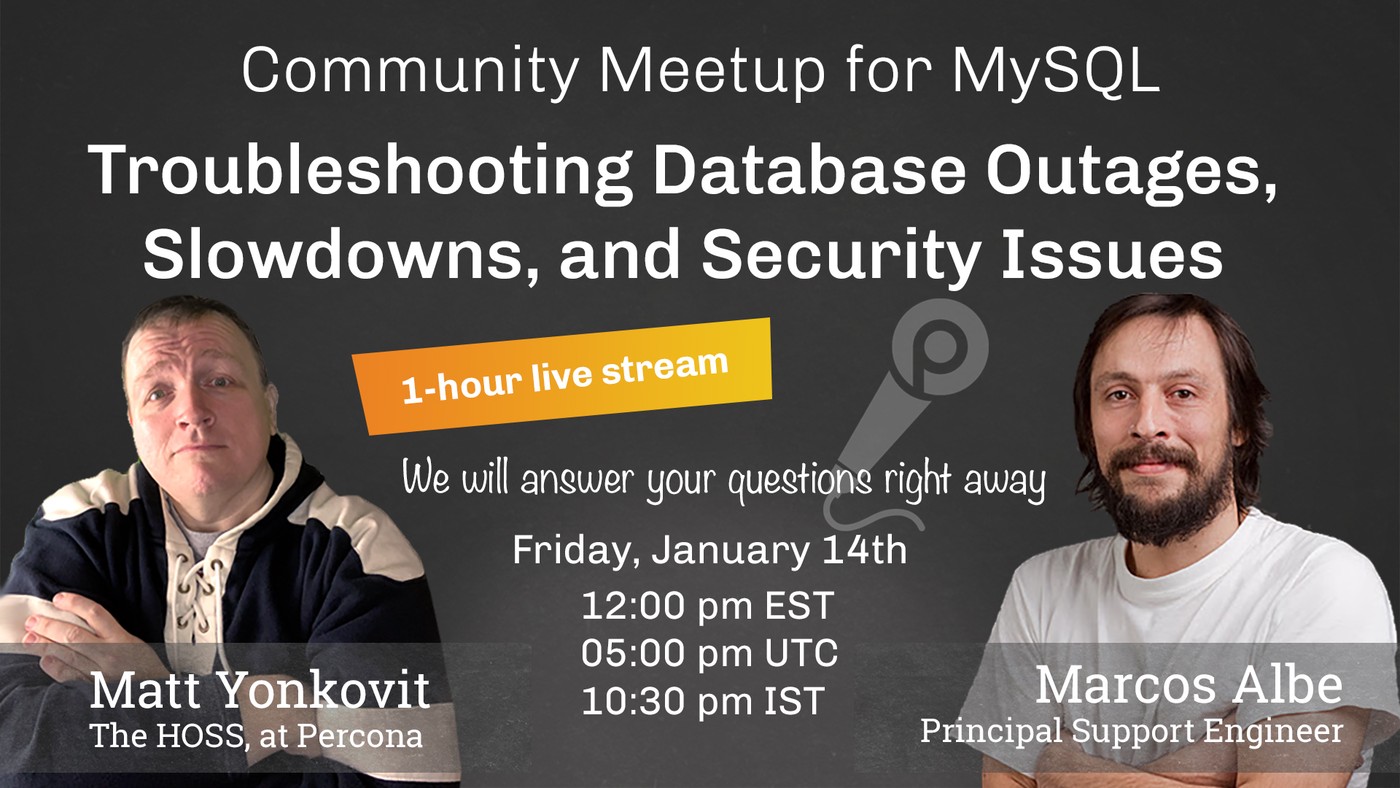 Community Meetup for MySQL
Troubleshooting Database Outages,
Slowdowns, and Security Issues
1-hour live stream
We will answer your questions right away
Friday, January 14th
12:00 pm EST
05:00 pm UTC
10:30 pm IST
Matt Yonkovit
The HOSS, at Percona
Marcos Albe
Principal Support Engineer